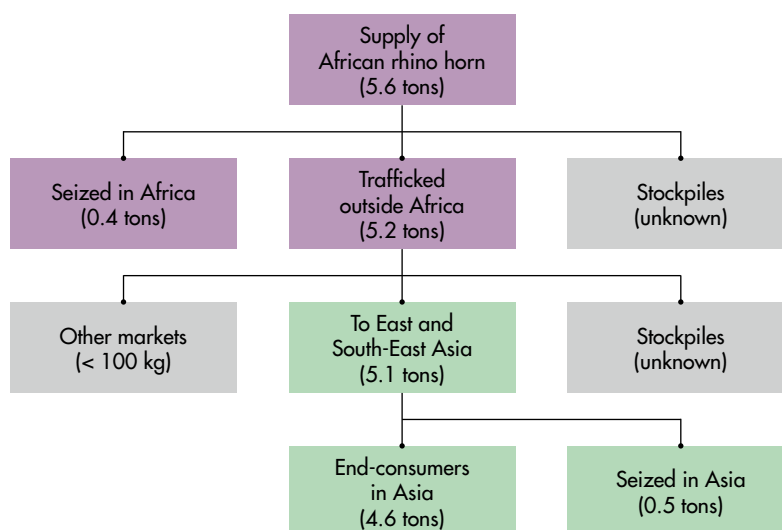 Supply of
African rhino horn
(5.6 tons)
Seized in Africa
(0.4 tons)
Trafficked
outside Africa
(5.2 tons)
Stockpiles
(unknown)
Other markets
(< 100 kg)
To East and
South-East Asia
(5.1 tons)
Stockpiles
(unknown)
End-consumers
in Asia
(4.6 tons)
Seized in Asia
(0.5 tons)